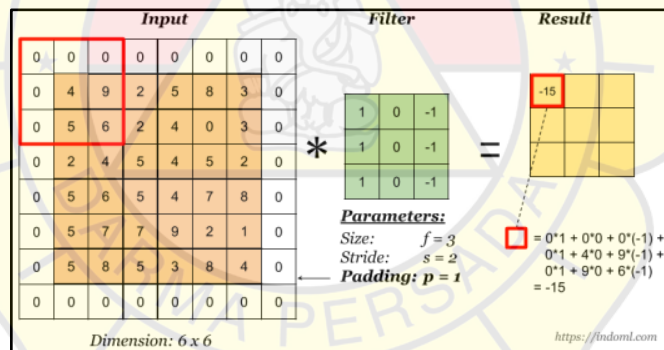 Input Filter Result
0 0 0 0 0 0 0 0
0 4 9 2 5 8 3 0
0 5 6 2 4 0 3 0
0 2 4 5 4 5 2 0
0 5 6 5 4 7 8 0
0 5 7 7 9 2 1 0
0 5 8 5 3 8 4 0
0 0 0 0 0 0 0 0
Dimension: 6 x 6
*
1 0 -1
1 0 -1
1 0 -1
Parameters:
Size: f = 3
Stride: s = 2
Padding: p = 1
=
-15
= 0*1 + 0*0 + 0*(-1) +
0*1 + 4*0 + 9*(-1) +
0*1 + 9*0 + 6*(-1)
= -15
https://indoml.com
DARMA PERSADA